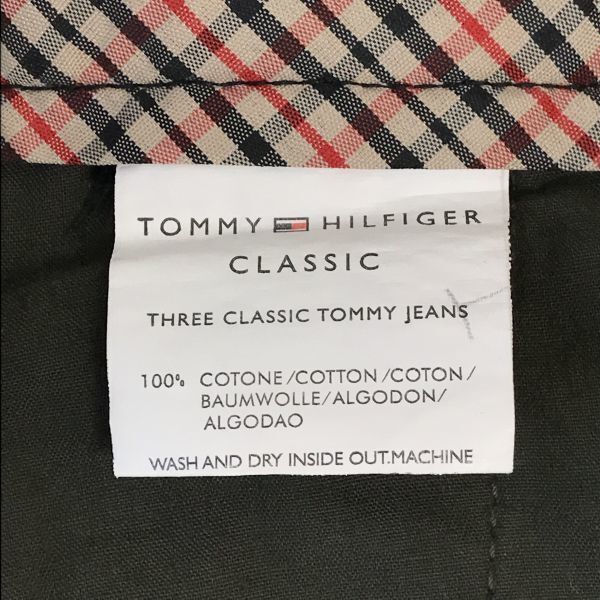 TOMMY HILFIGER
CLASSIC
THREE CLASSIC TOMMY JEANS
100% COTONE/COTTON/COTON/
BAUMWOLLE/ALGODON/
ALGODAO
WASH AND DRY INSIDE OUT.MACHINE